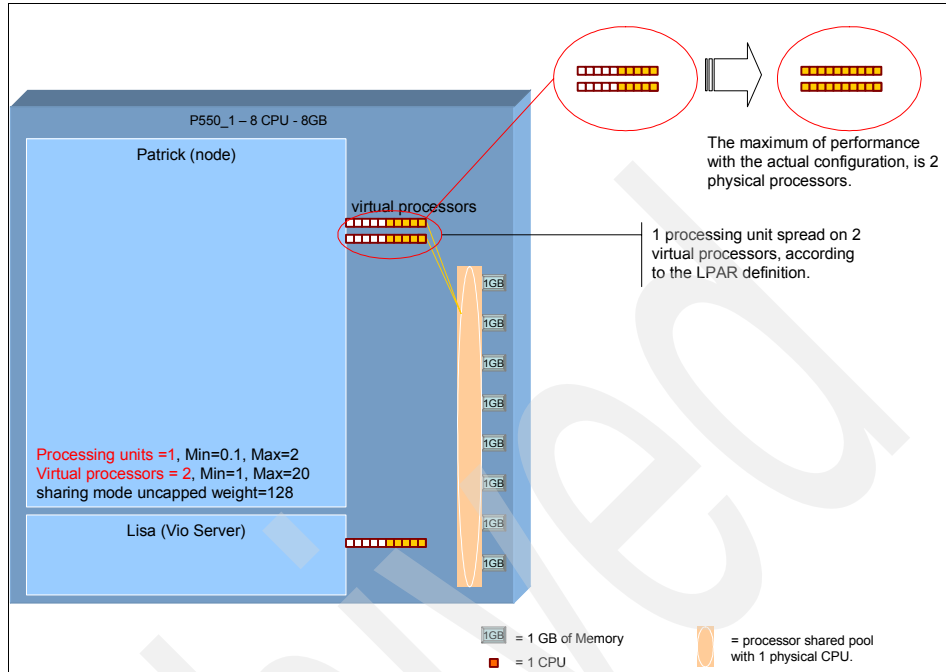 P550_1 – 8 CPU - 8GB
Patrick (node)
virtual processors
The maximum of performance
with the actual configuration, is 2
physical processors.
1 processing unit spread on 2
virtual processors, according
to the LPAR definition.
1GB
1GB
1GB
1GB
1GB
1GB
1GB
1GB
Processing units =1, Min=0.1, Max=2
Virtual processors = 2, Min=1, Max=20
sharing mode uncapped weight=128
Lisa (Vio Server)
1GB = 1 GB of Memory
= 1 CPU
= processor shared pool
with 1 physical CPU.